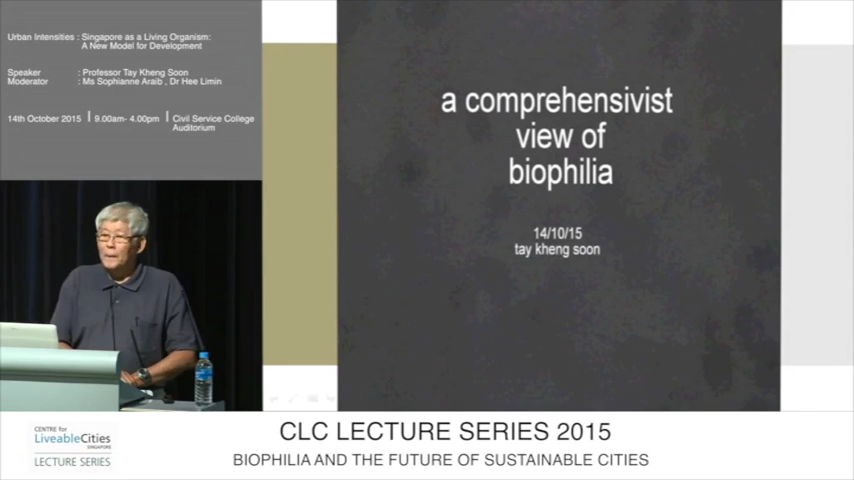 Urban Intensities : Singapore as a Living Organism:
A New Model for Development
Speaker : Professor Tay Kheng Soon
Moderator : Ms Sophianne Araib , Dr Hee Limin
14th October 2015 | 9.00am- 4.00pm | Civil Service College
Auditorium
a comprehensivist
view of
biophilia
14/10/15
tay kheng soon
CENTRE for
LiveableCities
SINGAPORE
LECTURE SERIES
CLC LECTURE SERIES 2015
BIOPHILIA AND THE FUTURE OF SUSTAINABLE CITIES